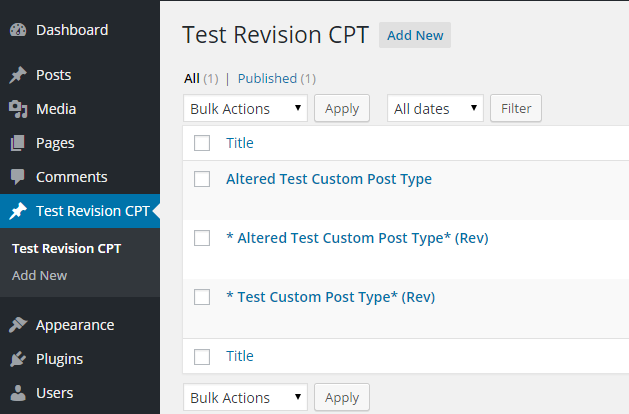 Dashboard
Posts
Media
Pages
Comments
Test Revision CPT
Test Revision CPT
Add New
Appearance
Plugins
Users
Test Revision CPT Add New
All (1) | Published (1)
Bulk Actions Apply All dates Filter
Title
Altered Test Custom Post Type
* Altered Test Custom Post Type* (Rev)
* Test Custom Post Type* (Rev)
Title
Bulk Actions Apply